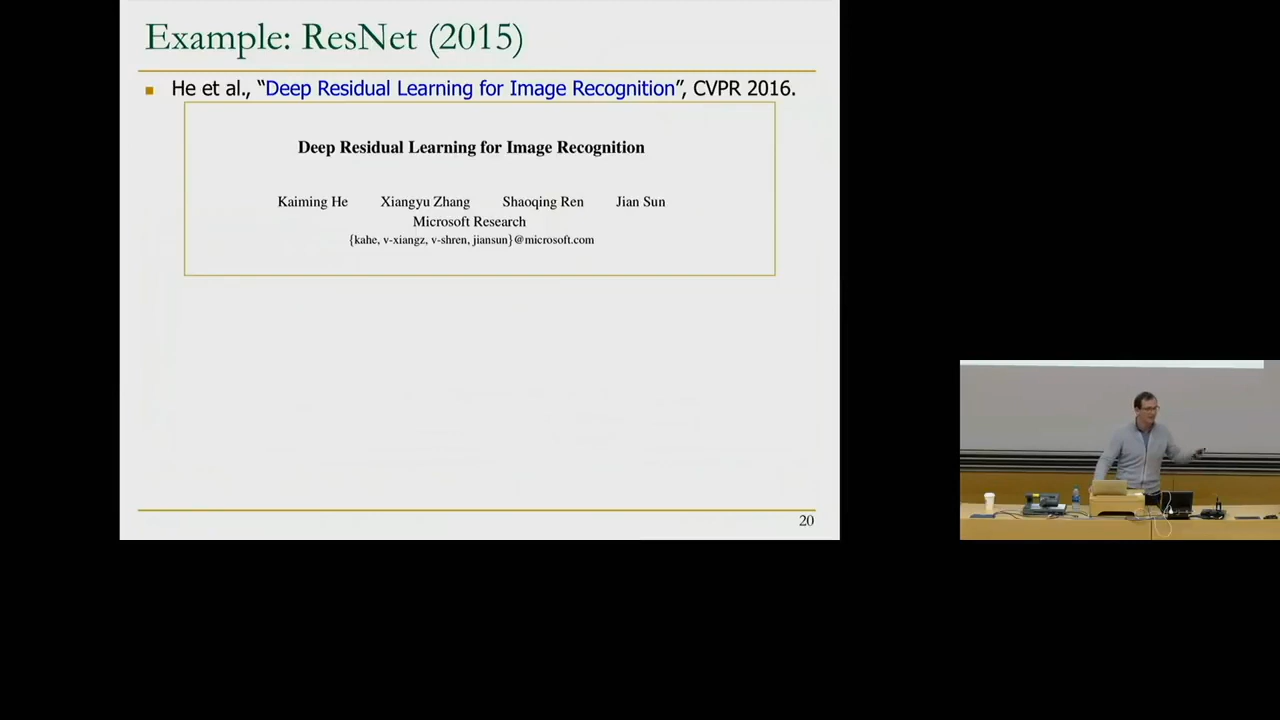 Example: ResNet (2015)
He et al., “Deep Residual Learning for Image Recognition”, CVPR 2016.
Deep Residual Learning for Image Recognition
Kaiming He Xiangyu Zhang Shaoqing Ren Jian Sun
Microsoft Research
{kahe, v-xiangz, v-shren, jiansun}@microsoft.com
20